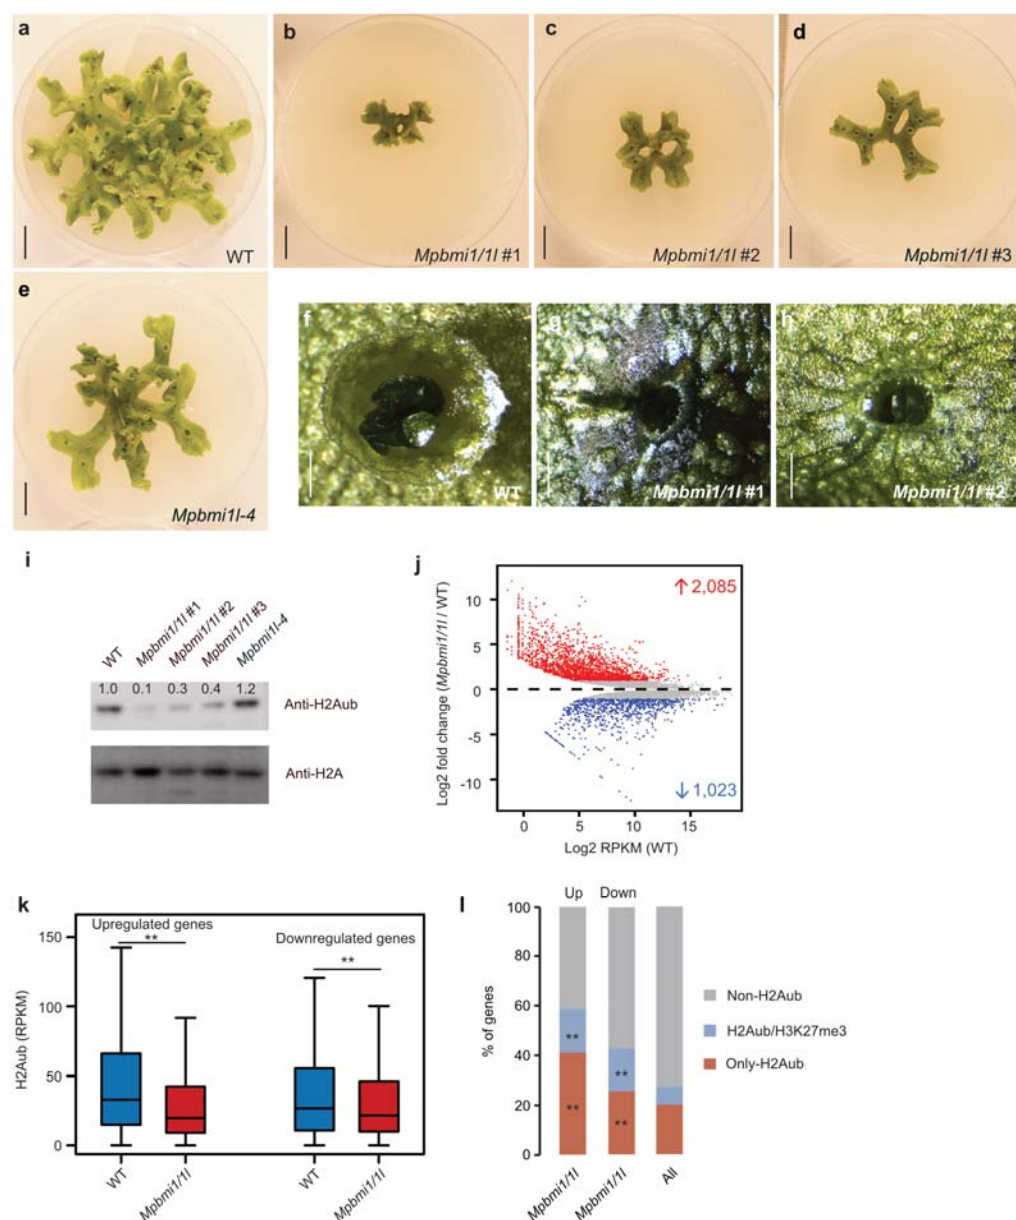 a
b
c
d
WT
Mpbmi1/1l #1
Mpbmi1/1l #2
Mpbmi1/1l #3
e
f
g
h
Mpbmi1l-4
WT
Mpbmi1/1l #1
Mpbmi1/1l #2
i
WT
Mpbmi1/1l #1
Mpbmi1/1l #2
Mpbmi1/1l #3
Mpbmi1l-4
1.0 0.1 0.3 0.4 1.2
Anti-H2Aub
Anti-H2A
j
Log2 fold change (Mpbmi1/1l / WT)
10
5
0
-5
-10
↑ 2,085
↓ 1,023
0 5 10 15
Log2 RPKM (WT)
k
H2Aub (RPKM)
150
100
50
0
Upregulated genes
**
Downregulated genes
**
WT
Mpbmi1/1l
WT
Mpbmi1/1l
l
Up Down
% of genes
100
80
60
40
20
0
**
**
**
**
Mpbmi1/1l
Mpbmi1/1l
All
Non-H2Aub
H2Aub/H3K27me3
Only-H2Aub